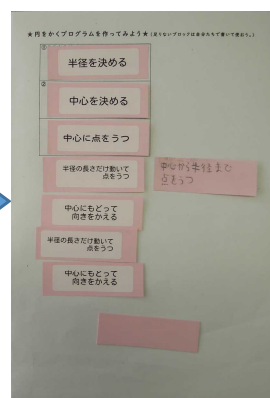 ★円をかくプログラムを作ってみよう★(足りないブロックは自分たちで書いて使おう。)
①
半径を決める
②
中心を決める
中心に点をうつ
半径の長さだけ動いて
点をうつ
中心から半径まで
点をうつ
中心にもどって
向きをかえる
半径の長さだけ動いて
点をうつ
中心にもどって
向きをかえる